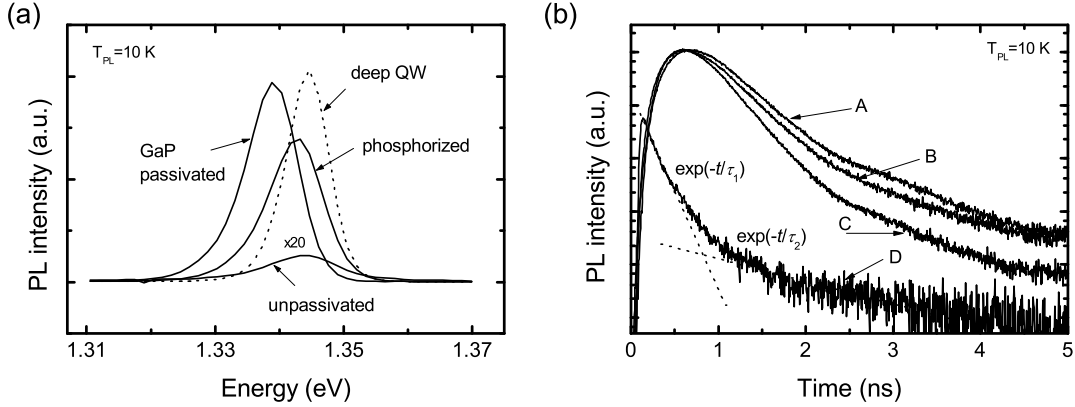 (a)
T_PL=10 K
deep QW
GaP
passivated
phosphorized
x20
unpassivated
PL intensity (a.u.)
1.31
1.33
1.35
1.37
Energy (eV)
(b)
T_PL=10 K
A
B
exp(-t/τ₁)
C
exp(-t/τ₂)
D
PL intensity (a.u.)
0
1
2
3
4
5
Time (ns)